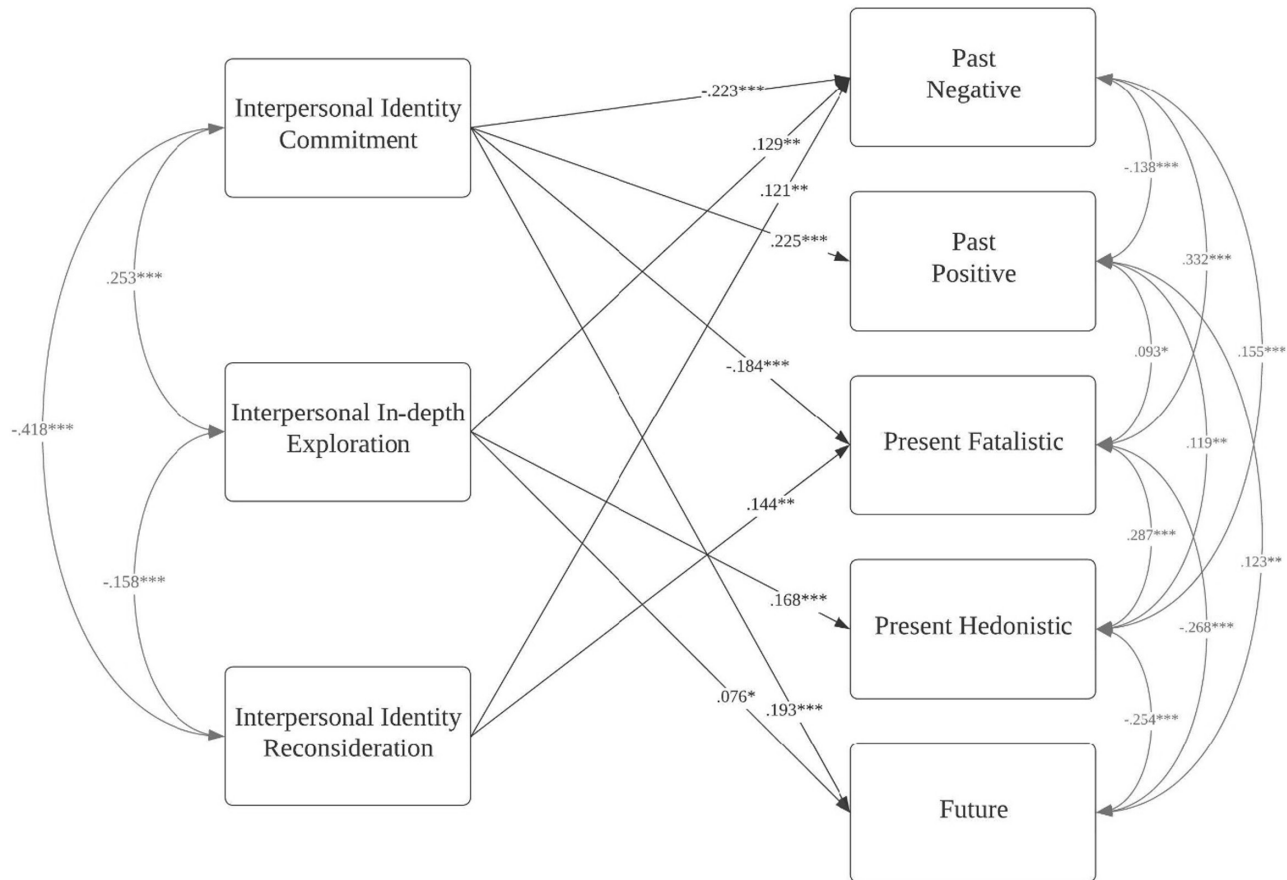 Past
Negative
Interpersonal Identity
Commitment
-.223***
.129**
.121**
-.138***
Past
Positive
.225***
.332***
.253***
-.184***
.093*
.155***
Interpersonal In-depth
Exploration
-.418***
Present Fatalistic
.119**
.144**
.287***
.123**
-.158***
.168***
Present Hedonistic
-.268***
Interpersonal Identity
Reconsideration
.076*
.193***
-.254***
Future